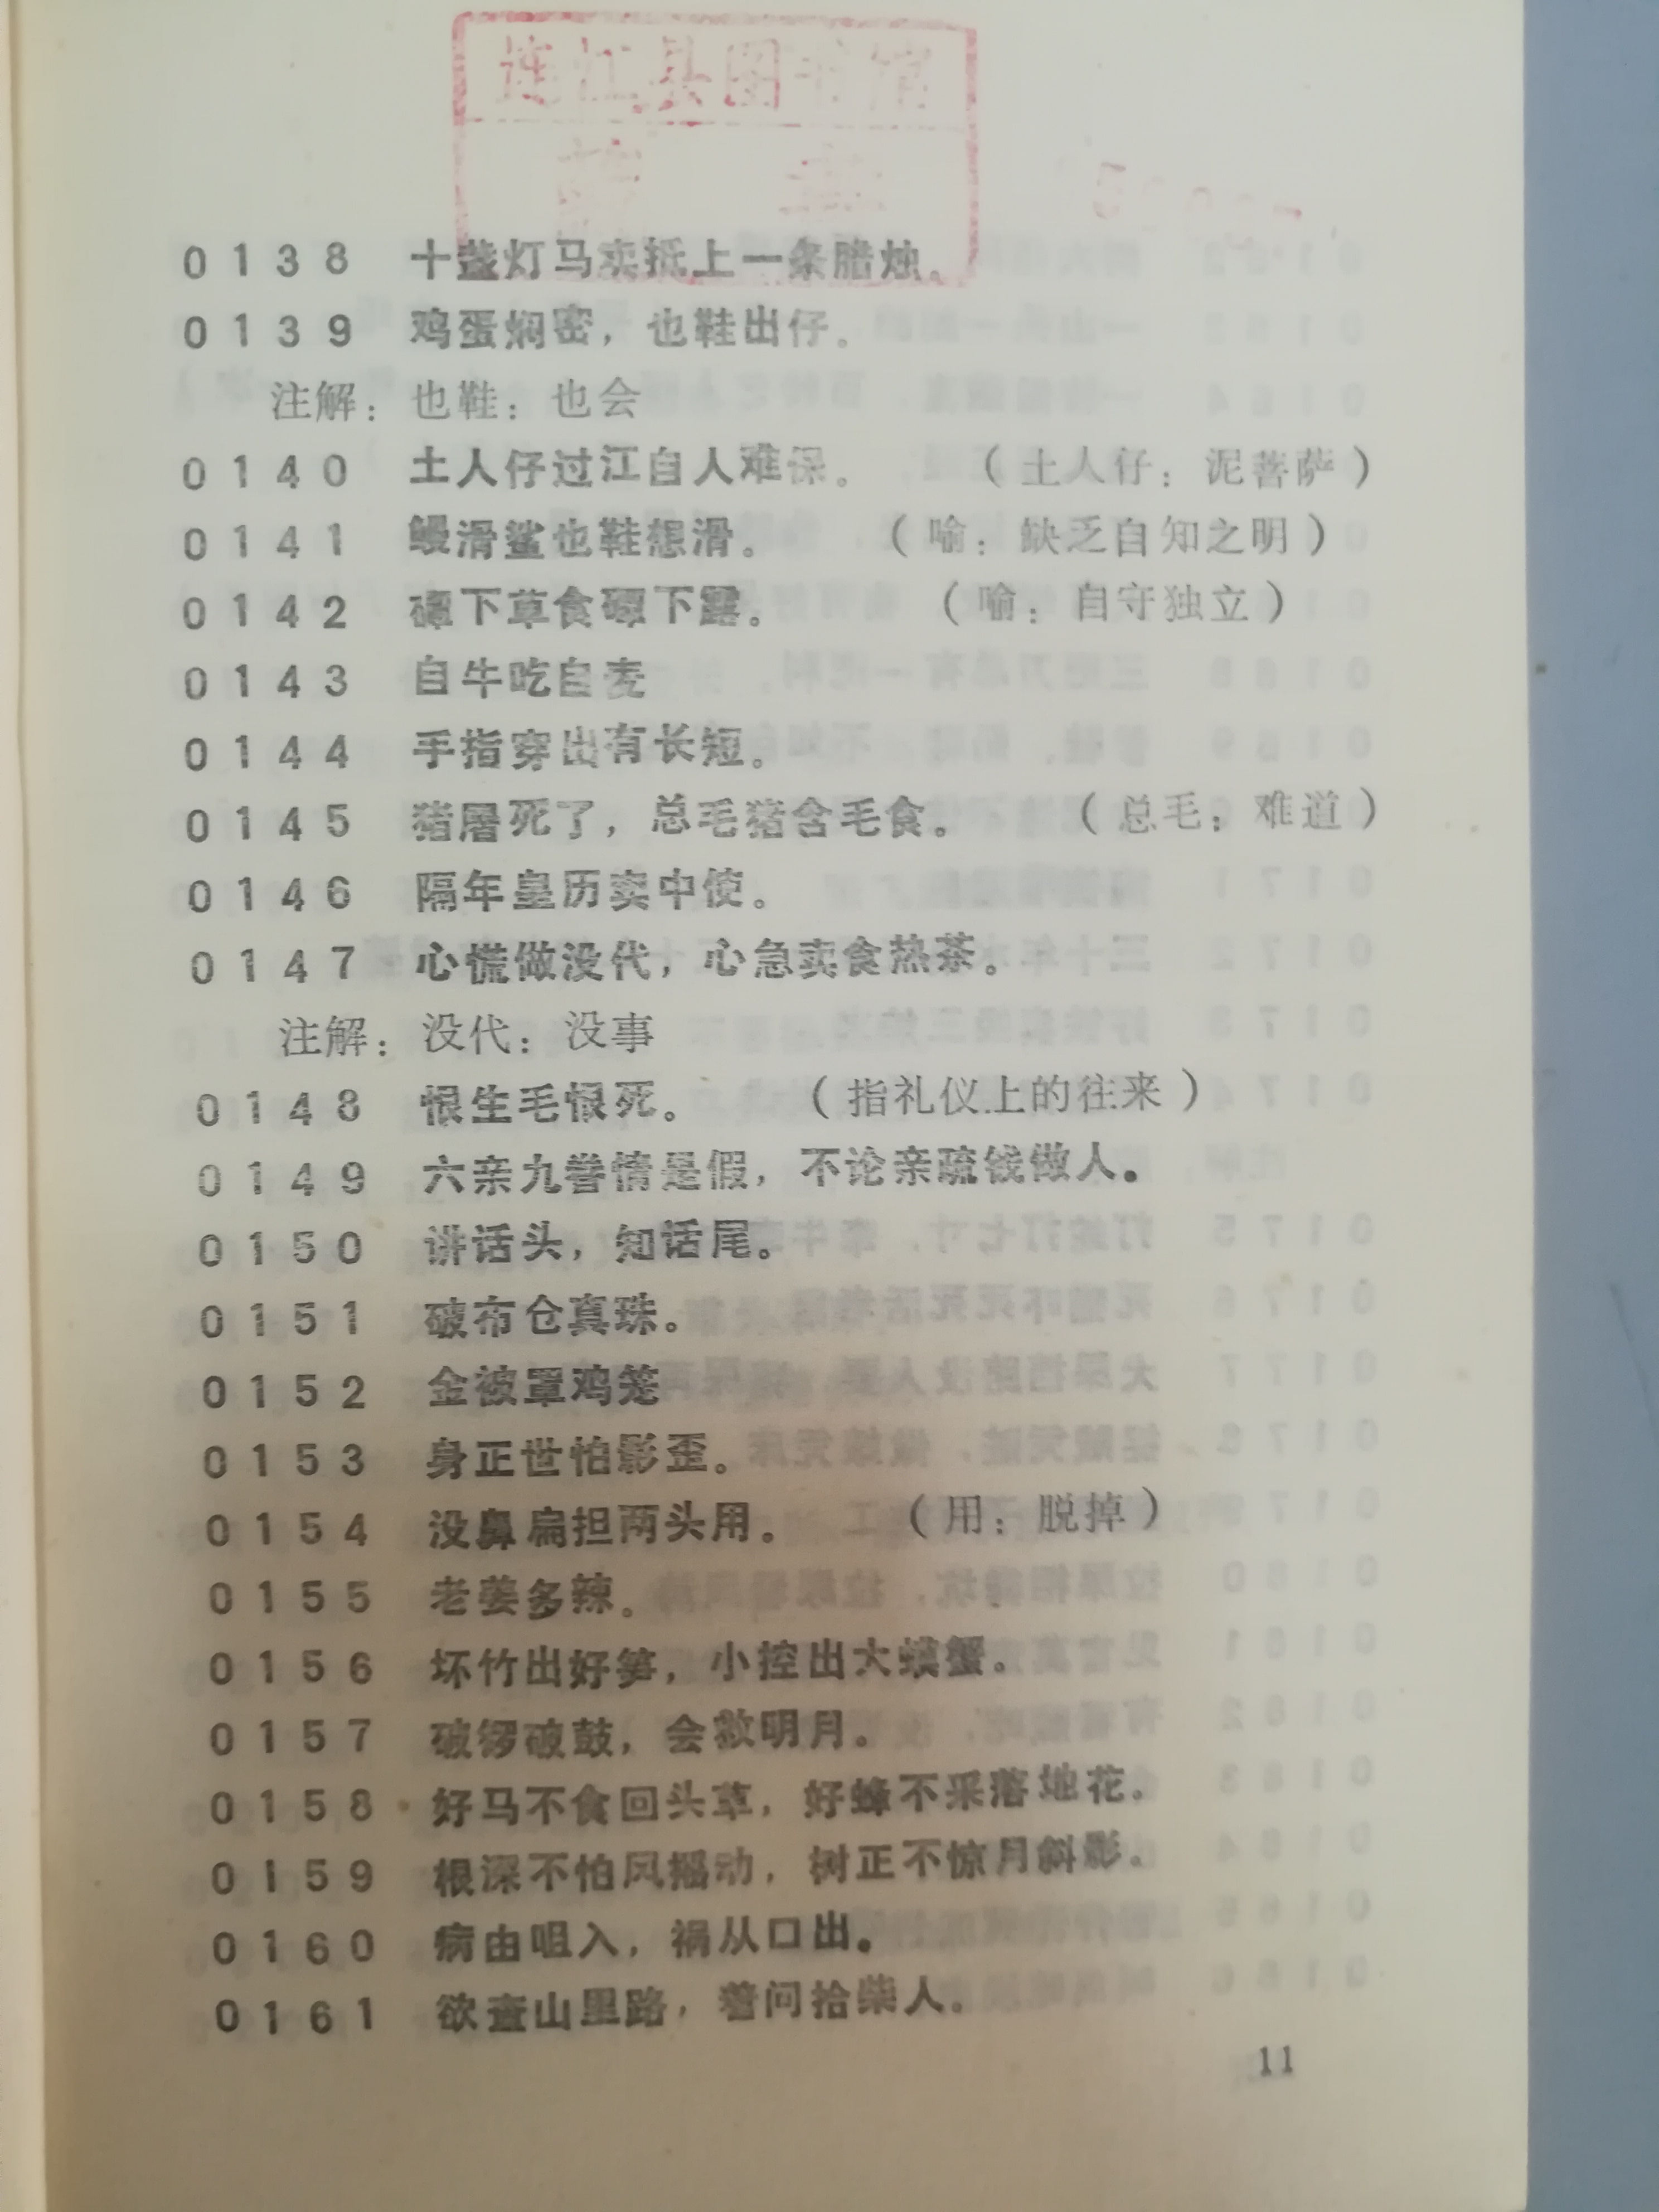 连江县图书馆
藏 书
0138 十盏灯马卖抵上一条腊烛。
0139 鸡蛋焖密，也鞋出仔。
注解：也鞋：也会
0140 土人仔过江自人难保。 （土人仔：泥菩萨）
0141 鳗滑鲨也鞋想滑。 （喻：缺乏自知之明）
0142 磹下草食磹下露。 （喻：自守独立）
0143 自牛吃自麦
0144 手指穿出有长短。
0145 猪屠死了，总毛猪含毛食。 （总毛：难道）
0146 隔年皇历卖中使。
0147 心慌做没代，心急卖食热茶。
注解：没代：没事
0148 恨生毛恨死。 （指礼仪上的往来）
0149 六亲九眷情是假，不论亲疏钱做人。
0150 讲话头，知话尾。
0151 破布仓真珠。
0152 金被罩鸡笼
0153 身正世怕影歪。
0154 没鼻扁担两头用。 （用：脱掉）
0155 老姜多辣。
0156 坏竹出好笋，小控出大螃蟹。
0157 破锣破鼓，会救明月。
0158 好马不食回头草，好蜂不采落地花。
0159 根深不怕风摇动，树正不惊月斜影。
0160 病由咀入，祸从口出。
0161 欲查山里路，着问拾柴人。
11